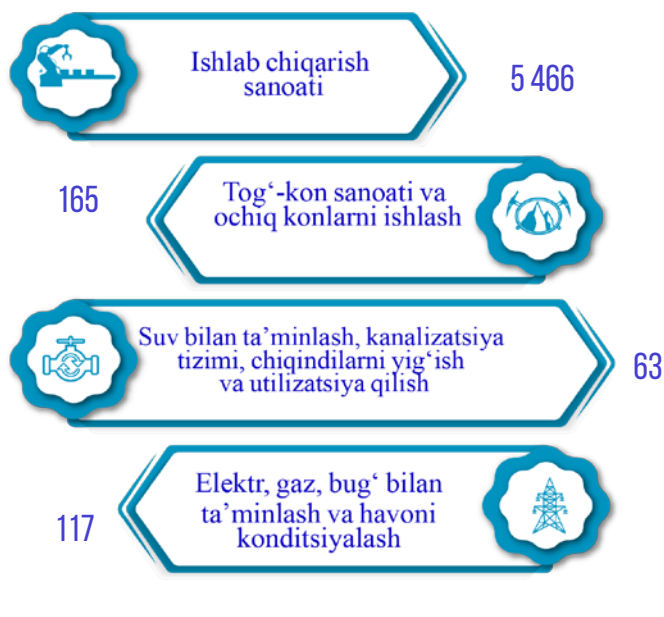 Ishlab chiqarish
sanoati
5 466
165
Tog‘-kon sanoati va
ochiq konlarni ishlash
Suv bilan ta’minlash, kanalizatsiya
tizimi, chiqindilarni yig‘ish
va utilizatsiya qilish
63
Elektr, gaz, bug‘ bilan
ta’minlash va havoni
konditsiyalash
117